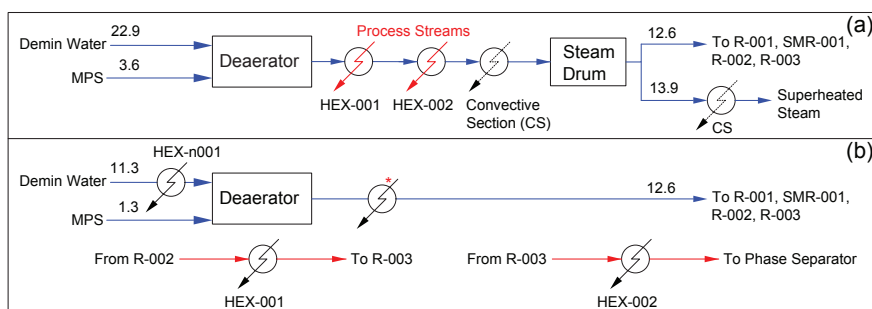 (a)
22.9
Demin Water
3.6
MPS
Deaerator
Process Streams
HEX-001
HEX-002
Convective
Section (CS)
Steam
Drum
12.6
To R-001, SMR-001,
R-002, R-003
13.9
CS
Superheated
Steam
(b)
HEX-n001
11.3
Demin Water
1.3
MPS
Deaerator
*
12.6
To R-001, SMR-001,
R-002, R-003
From R-002
HEX-001
To R-003
From R-003
HEX-002
To Phase Separator